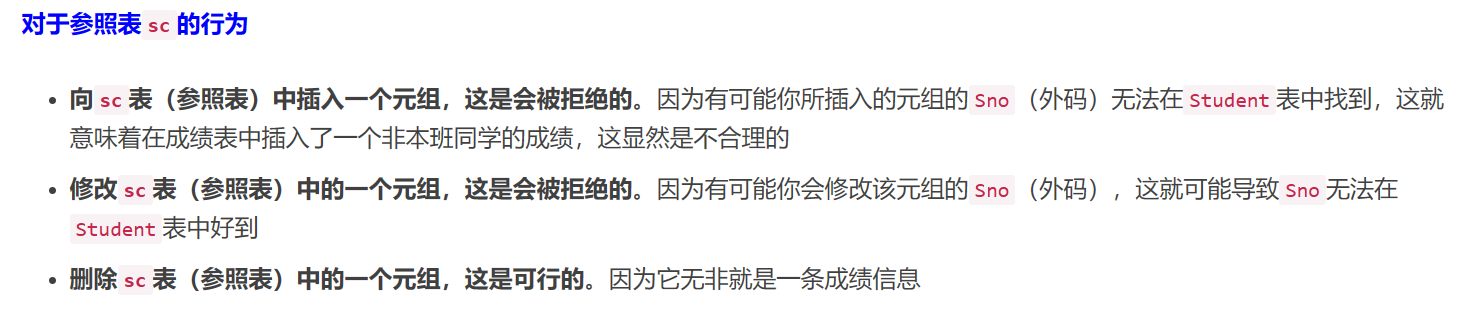 对于参照表sc的行为
• 向sc表（参照表）中插入一个元组，这是会被拒绝的。因为有可能你所插入的元组的Sno（外码）无法在Student表中找到，这就
意味着在成绩表中插入了一个非本班同学的成绩，这显然是不合理的
• 修改sc表（参照表）中的一个元组，这是会被拒绝的。因为有可能你会修改该元组的Sno（外码），这就可能导致Sno无法在
Student表中好到
• 删除sc表（参照表）中的一个元组，这是可行的。因为它无非就是一条成绩信息